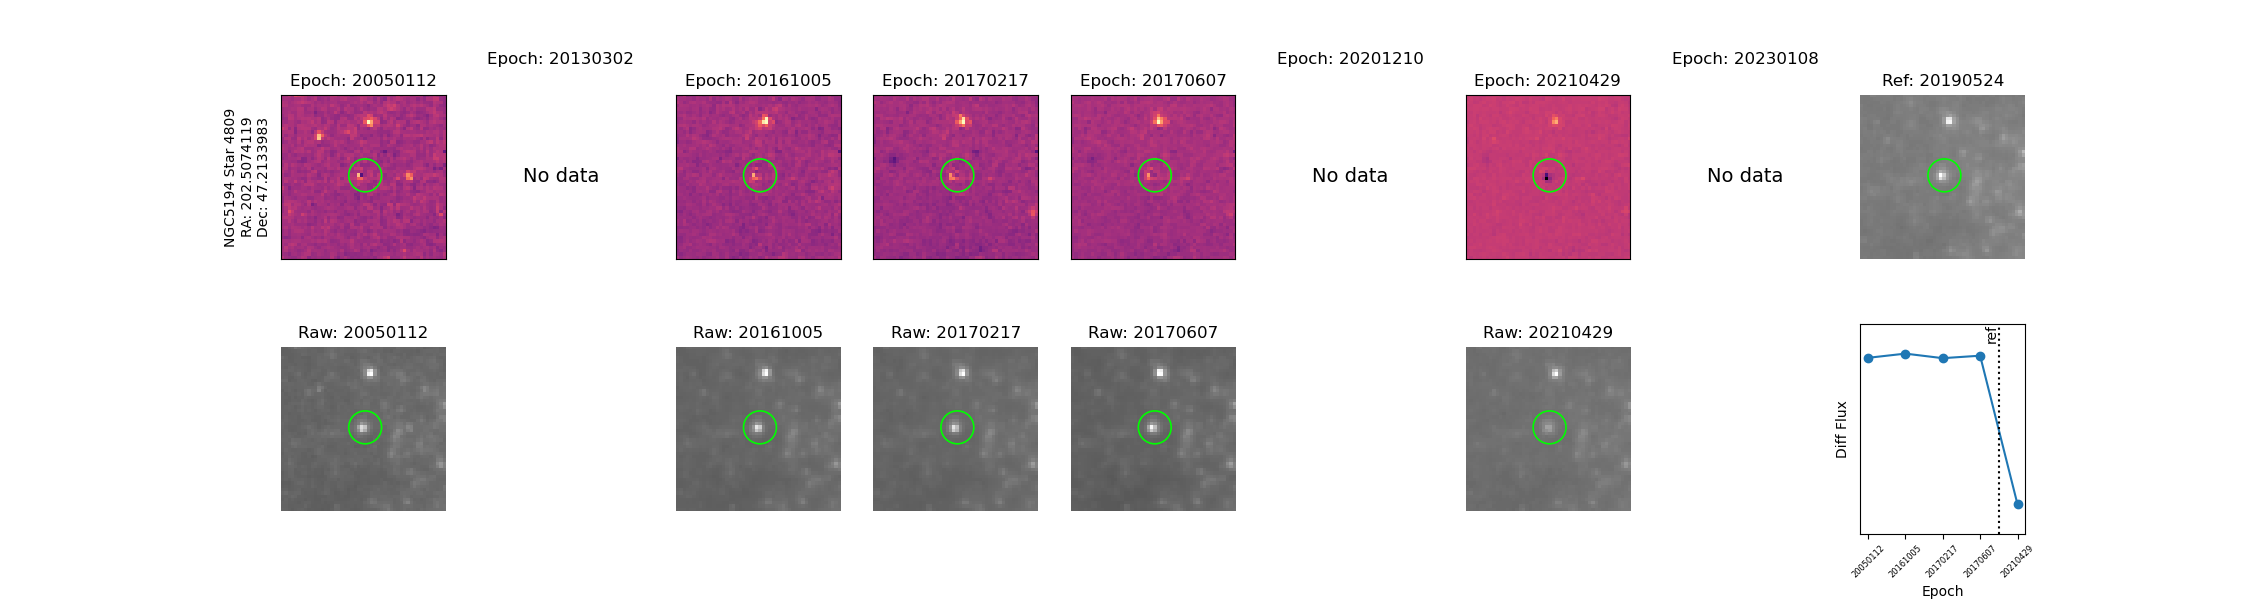 Epoch: 20130302
Epoch: 20201210
Epoch: 20230108
Epoch: 20050112
Epoch: 20161005
Epoch: 20170217
Epoch: 20170607
Epoch: 20210429
Ref: 20190524
NGC5194 Star 4809
RA: 202.5074119
Dec: 47.2133983
No data
No data
No data
Raw: 20050112
Raw: 20161005
Raw: 20170217
Raw: 20170607
Raw: 20210429
ref
Diff Flux
20050112
20161005
20170217
20170607
20210429
Epoch